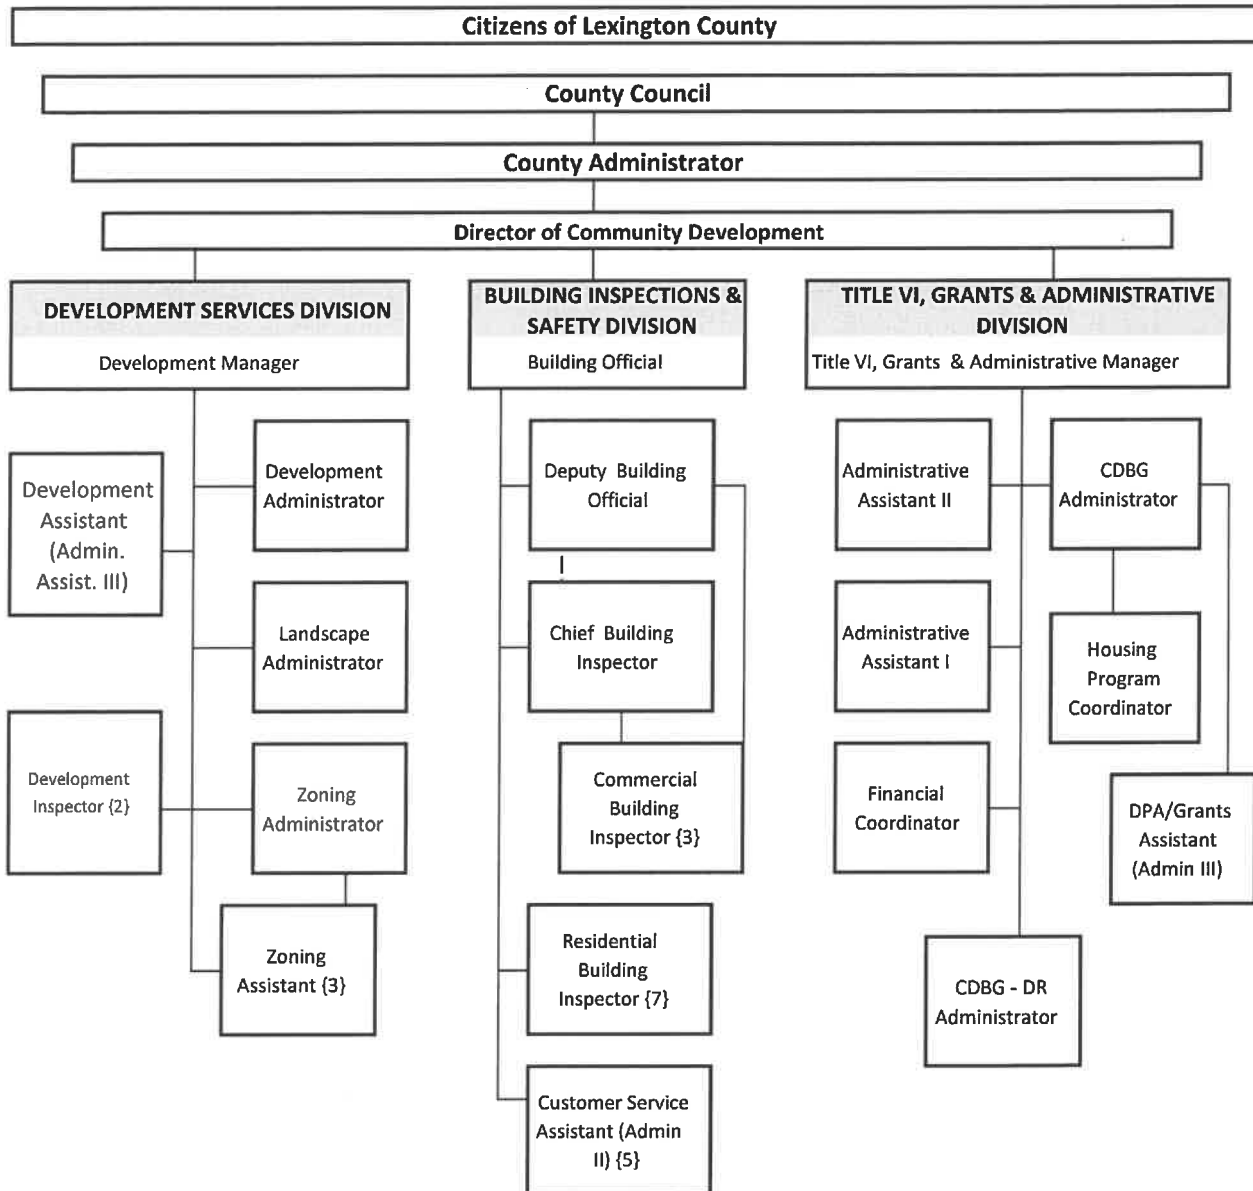 Citizens of Lexington County
County Council
County Administrator
Director of Community Development
DEVELOPMENT SERVICES DIVISION
Development Manager
BUILDING INSPECTIONS &
SAFETY DIVISION
Building Official
TITLE VI, GRANTS & ADMINISTRATIVE
DIVISION
Title VI, Grants & Administrative Manager
Development
Assistant
(Admin.
Assist. III)
Development
Administrator
Landscape
Administrator
Development
Inspector {2}
Zoning
Administrator
Zoning
Assistant {3}
Deputy Building
Official
Chief Building
Inspector
Commercial
Building
Inspector {3}
Residential
Building
Inspector {7}
Customer Service
Assistant (Admin
II) {5}
Administrative
Assistant II
CDBG
Administrator
Administrative
Assistant I
Housing
Program
Coordinator
Financial
Coordinator
DPA/Grants
Assistant
(Admin III)
CDBG - DR
Administrator